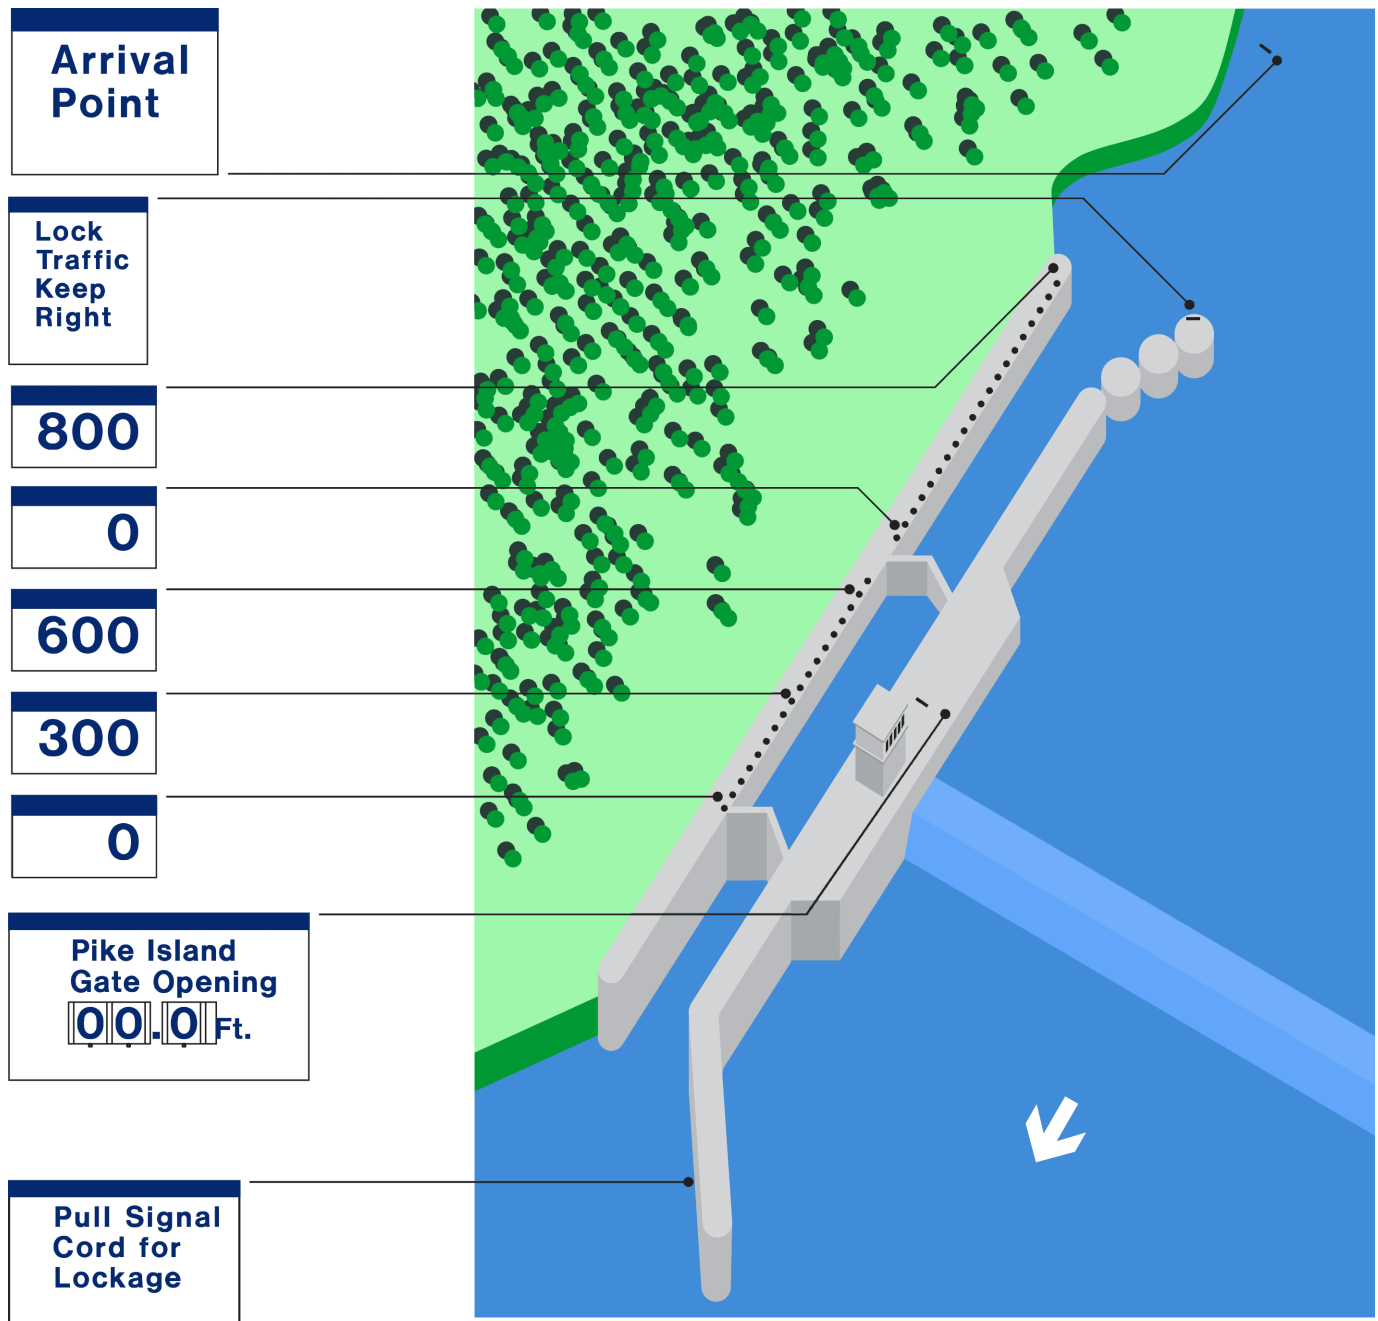 Arrival
Point
Lock
Traffic
Keep
Right
800
0
600
300
0
Pike Island
Gate Opening
00.0 Ft.
Pull Signal
Cord for
Lockage